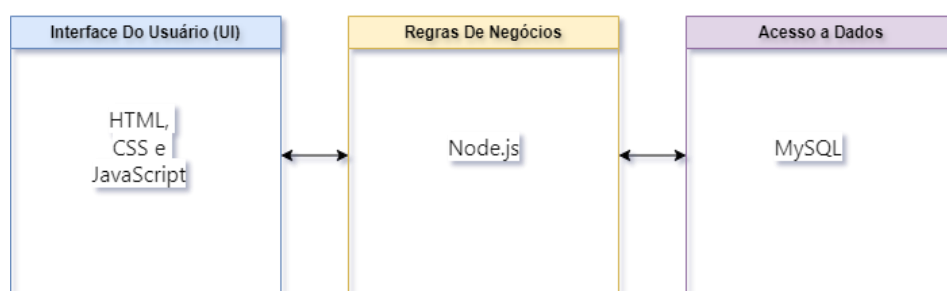 Interface Do Usuário (UI)
Regras De Negócios
Acesso a Dados
HTML,
CSS e
JavaScript
Node.js
MySQL